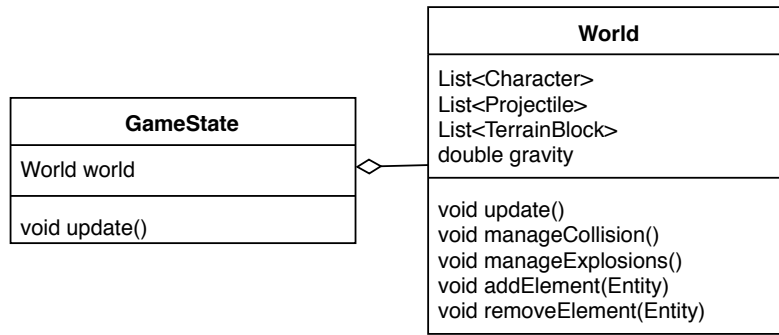 GameState
World world
void update()
World
List<Character>
List<Projectile>
List<TerrainBlock>
double gravity
void update()
void manageCollision()
void manageExplosions()
void addElement(Entity)
void removeElement(Entity)